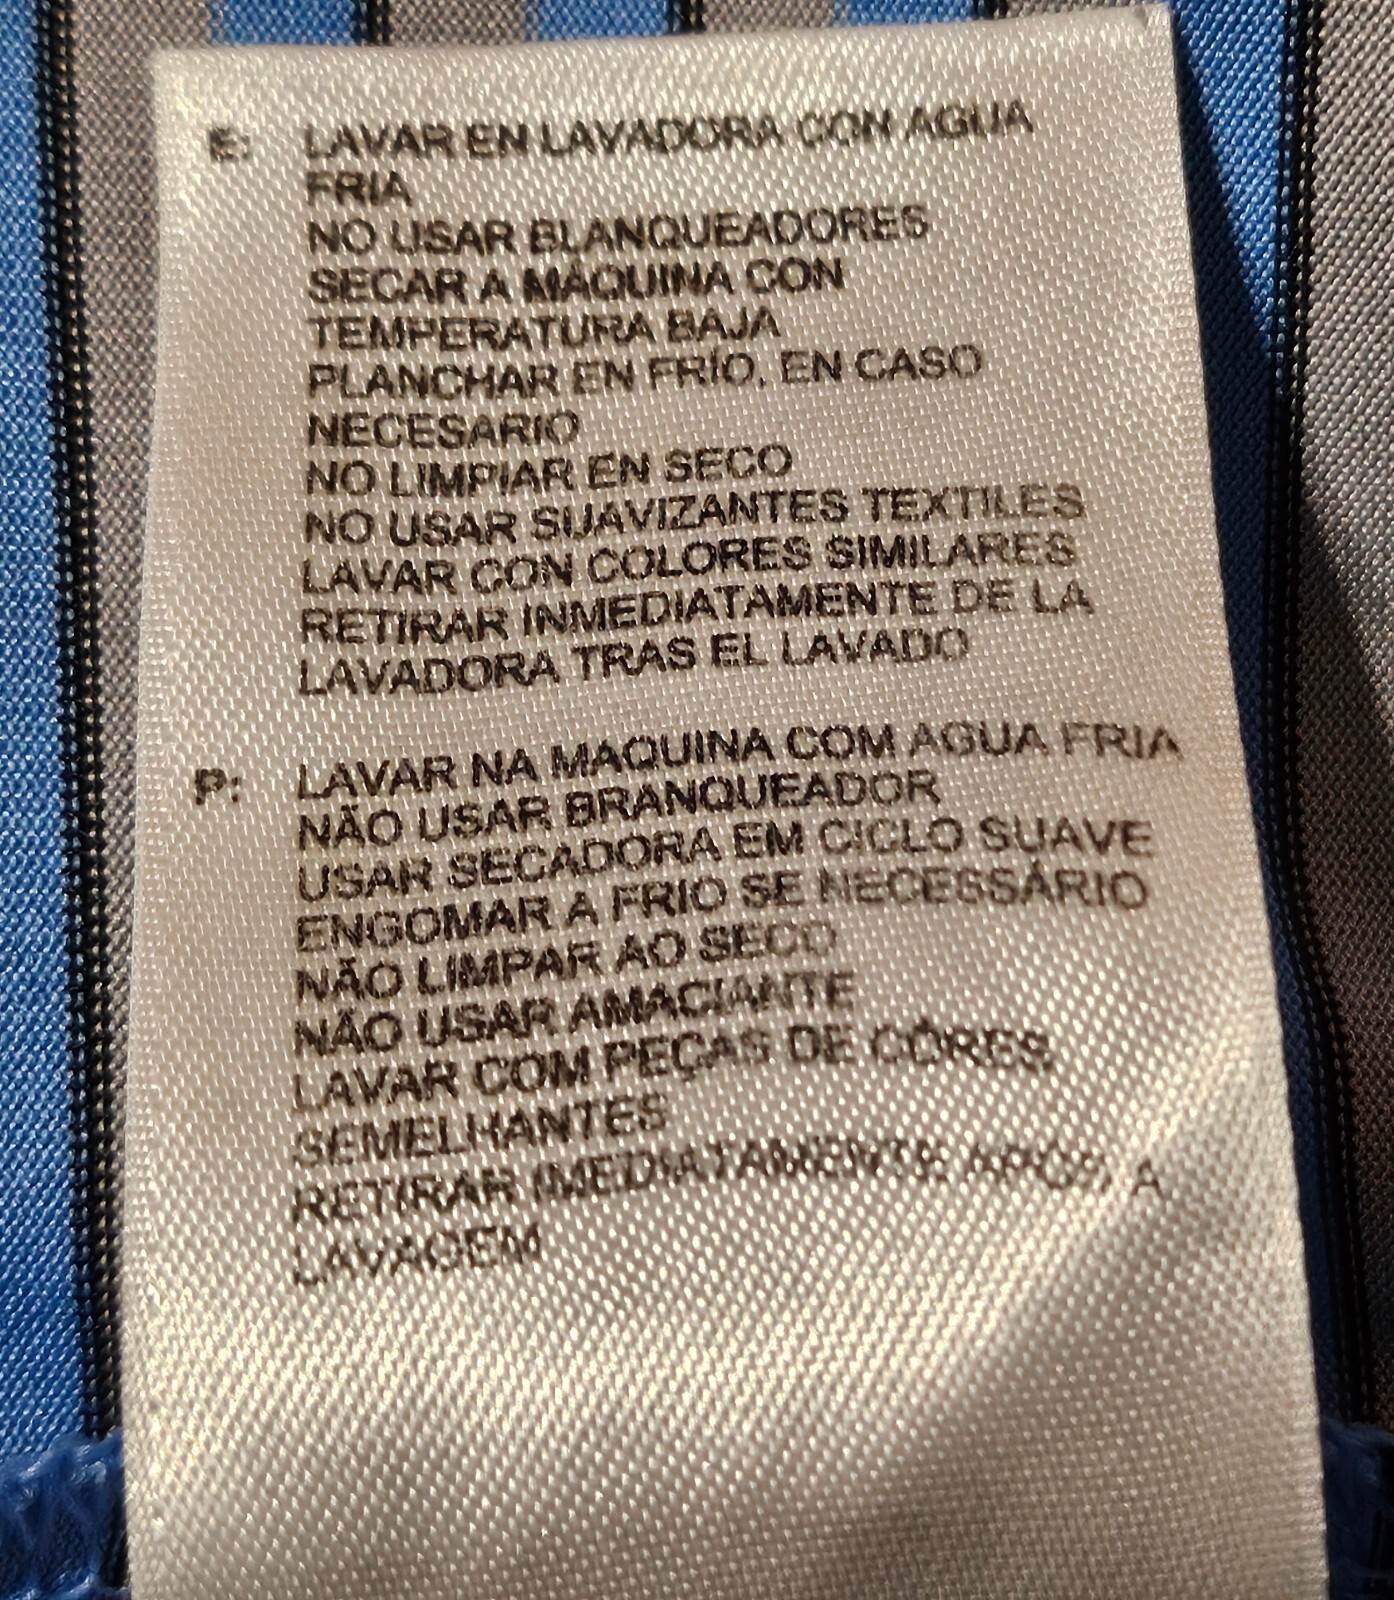 E: LAVAR EN LAVADORA CON AGUA
FRIA
NO USAR BLANQUEADORES
SECAR A MÁQUINA CON
TEMPERATURA BAJA
PLANCHAR EN FRÍO, EN CASO
NECESARIO
NO LIMPIAR EN SECO
NO USAR SUAVIZANTES TEXTILES
LAVAR CON COLORES SIMILARES
RETIRAR INMEDIATAMENTE DE LA
LAVADORA TRAS EL LAVADO
P: LAVAR NA MAQUINA COM AGUA FRIA
NÃO USAR BRANQUEADOR
USAR SECADORA EM CICLO SUAVE
ENGOMAR A FRIO SE NECESSÁRIO
NÃO LIMPAR AO SECO
NÃO USAR AMACIANTE
LAVAR COM PEÇAS DE CÔRES
SEMELHANTES
RETIRAR IMEDIATAMENTE APÓS A
LAVAGEM